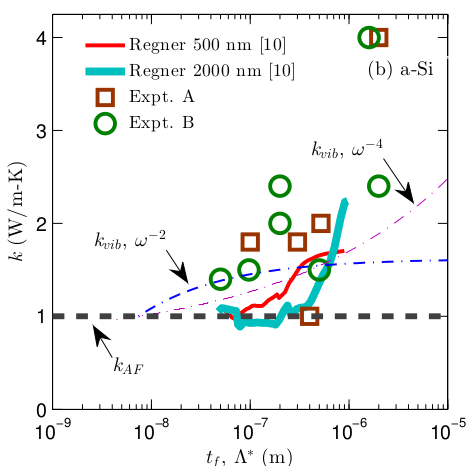 4
3
2
1
0
k (W/m-K)
Regner 500 nm [10]
Regner 2000 nm [10]
Expt. A
Expt. B
(b) a-Si
k_vib, ω^−4
k_vib, ω^−2
k_AF
10^−9 10^−8 10^−7 10^−6 10^−5
t_f, Λ* (m)